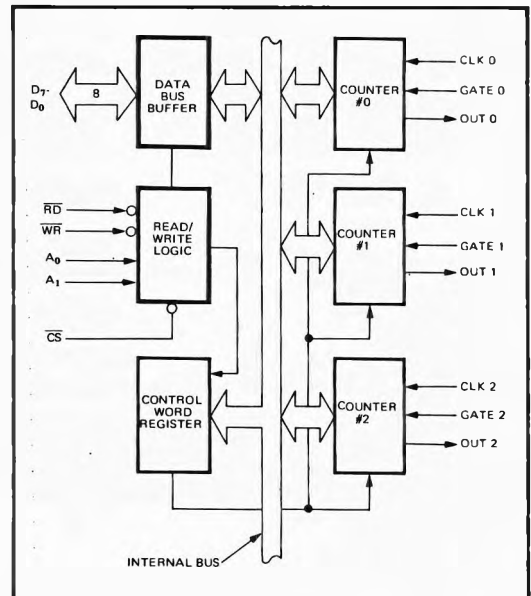 D7-
D0
8
DATA
BUS
BUFFER
RD
WR
A0
A1
CS
READ/
WRITE
LOGIC
CONTROL
WORD
REGISTER
INTERNAL BUS
COUNTER
#0
CLK 0
GATE 0
OUT 0
COUNTER
#1
CLK 1
GATE 1
OUT 1
COUNTER
#2
CLK 2
GATE 2
OUT 2